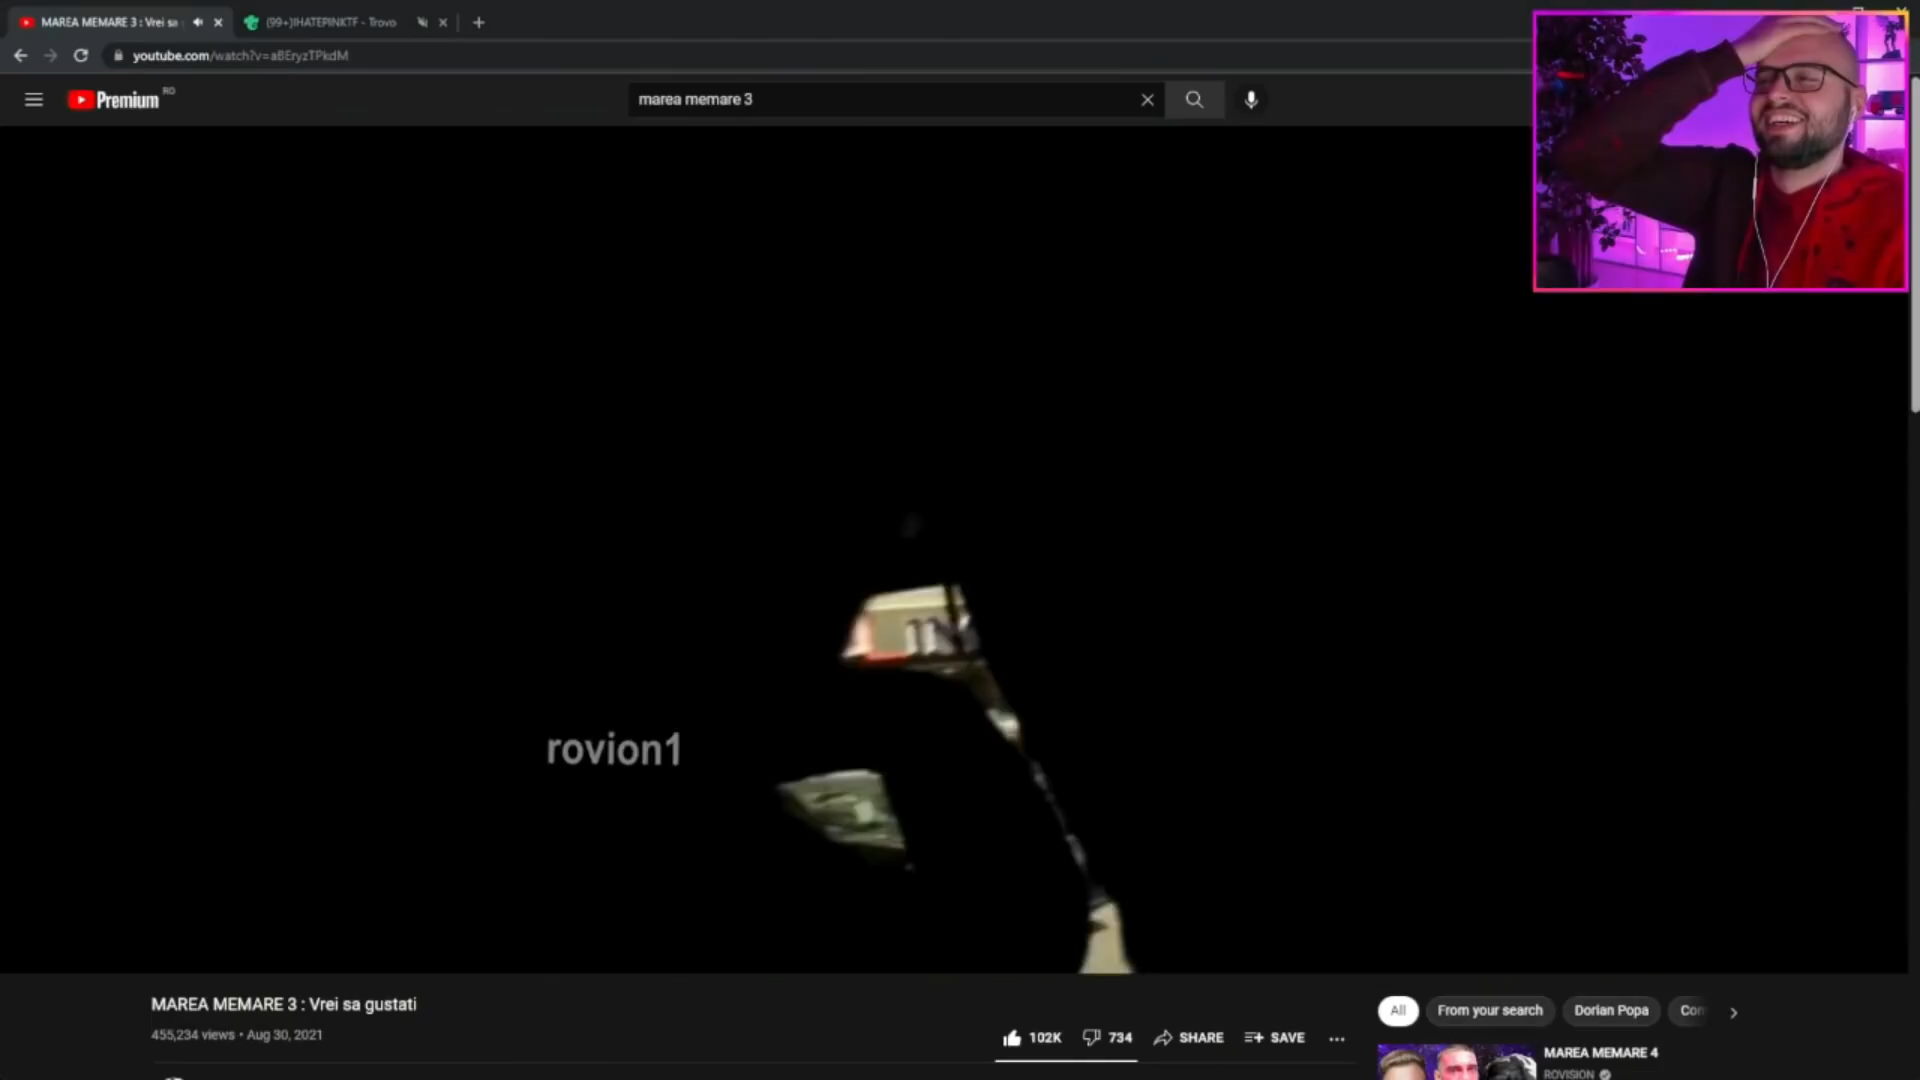 MAREA MEMARE 3 : Vrei sa
(99+)IHATEPINKTF - Trovo
youtube.com/watch?v=aBEryzTPkdM
Premium RO
marea memare 3
rovion1
MAREA MEMARE 3 : Vrei sa gustati
455,234 views • Aug 30, 2021
102K
734
SHARE
SAVE
All
From your search
Dorian Popa
MAREA MEMARE 4
ROVISION